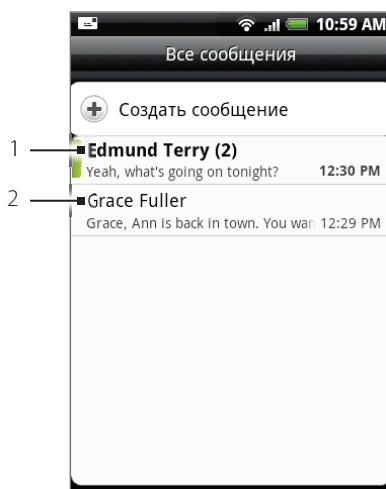 10:59 AM
Все сообщения
Создать сообщение
1
Edmund Terry (2)
Yeah, what's going on tonight? 12:30 PM
2
Grace Fuller
Grace, Ann is back in town. You wan 12:29 PM